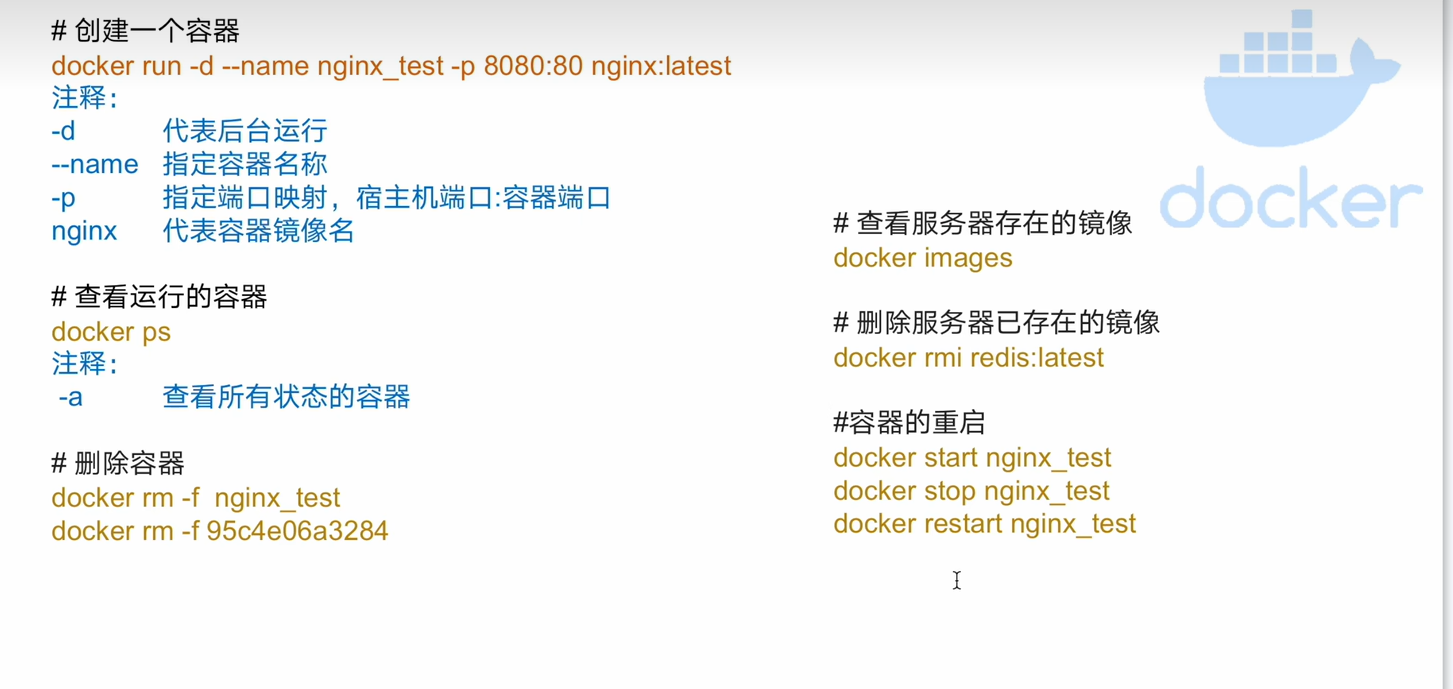 # 创建一个容器
docker run -d --name nginx_test -p 8080:80 nginx:latest
注释：
-d 代表后台运行
--name 指定容器名称
-p 指定端口映射，宿主机端口:容器端口
nginx 代表容器镜像名
# 查看运行的容器
docker ps
注释：
-a 查看所有状态的容器
# 删除容器
docker rm -f  nginx_test
docker rm -f 95c4e06a3284
docker
# 查看服务器存在的镜像
docker images
# 删除服务器已存在的镜像
docker rmi redis:latest
#容器的重启
docker start nginx_test
docker stop nginx_test
docker restart nginx_test